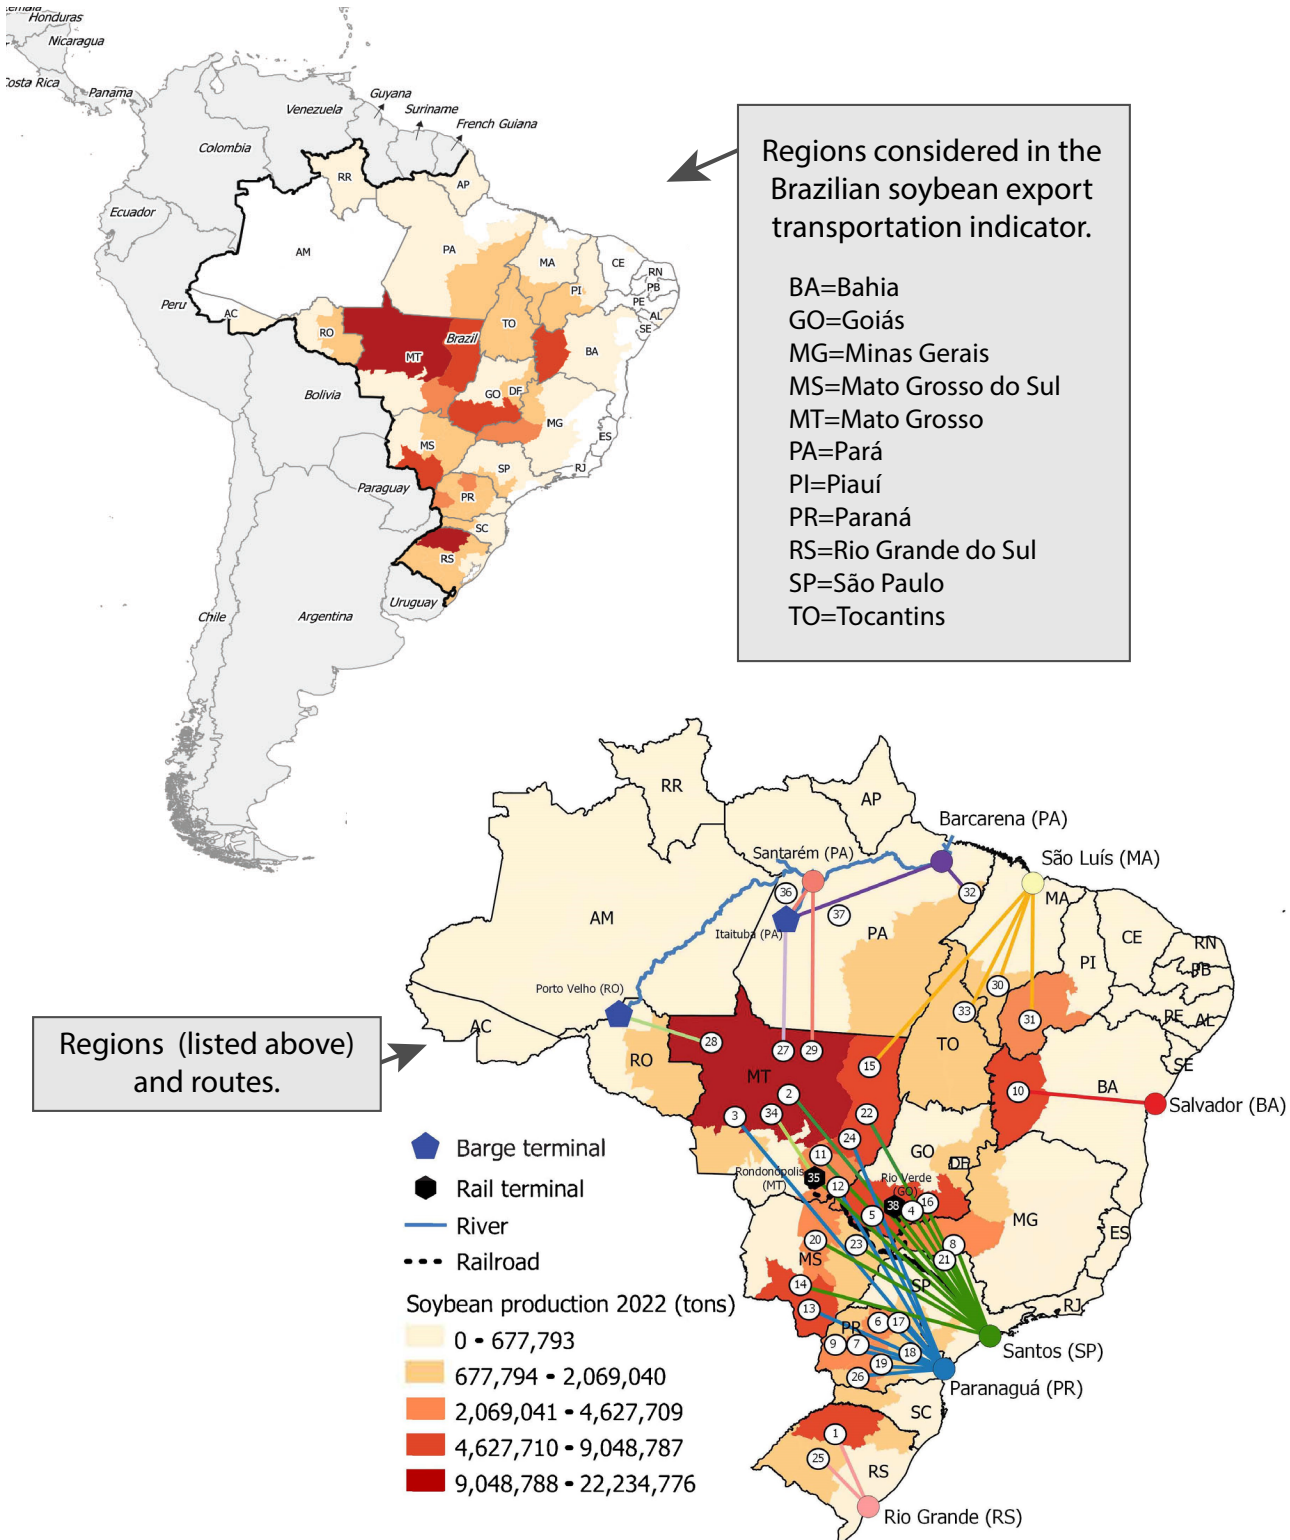 Honduras
Nicaragua
Costa Rica
Panama
Venezuela
Guyana
Suriname
French Guiana
Colombia
Ecuador
Peru
Brazil
Bolivia
Paraguay
Chile
Argentina
Uruguay
RR
AP
AM
PA
MA
CE
RN
PB
PE
AL
SE
PI
AC
RO
TO
MT
BA
GO
DF
MG
ES
MS
SP
RJ
PR
SC
RS
Regions considered in the
Brazilian soybean export
transportation indicator.
BA=Bahia
GO=Goiás
MG=Minas Gerais
MS=Mato Grosso do Sul
MT=Mato Grosso
PA=Pará
PI=Piauí
PR=Paraná
RS=Rio Grande do Sul
SP=São Paulo
TO=Tocantins
Regions (listed above)
and routes.
RR
AP
Barcarena (PA)
Santarém (PA)
São Luís (MA)
36
32
MA
37
AM
Itaituba (PA)
PA
CE
RN
PI
PB
Porto Velho (RO)
30
33
31
PE
AL
AC
28
27
29
TO
RO
15
SE
MT
2
10
BA
Salvador (BA)
3
34
22
24
GO
11
DF
Rondonópolis
(MT)
35
Rio Verde
(GO)
12
38
16
4
5
MG
ES
20
23
8
21
MS
14
SP
RJ
13
6
17
PR
Santos (SP)
9
7
18
19
26
Paranaguá (PR)
SC
1
25
RS
Rio Grande (RS)
Barge terminal
Rail terminal
River
Railroad
Soybean production 2022 (tons)
0 - 677,793
677,794 - 2,069,040
2,069,041 - 4,627,709
4,627,710 - 9,048,787
9,048,788 - 22,234,776